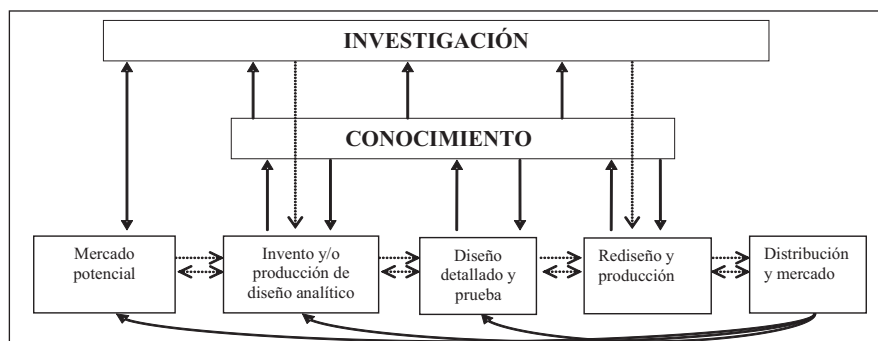 INVESTIGACIÓN
CONOCIMIENTO
Mercado
potencial
Invento y/o
producción de
diseño analítico
Diseño
detallado y
prueba
Rediseño y
producción
Distribución
y mercado